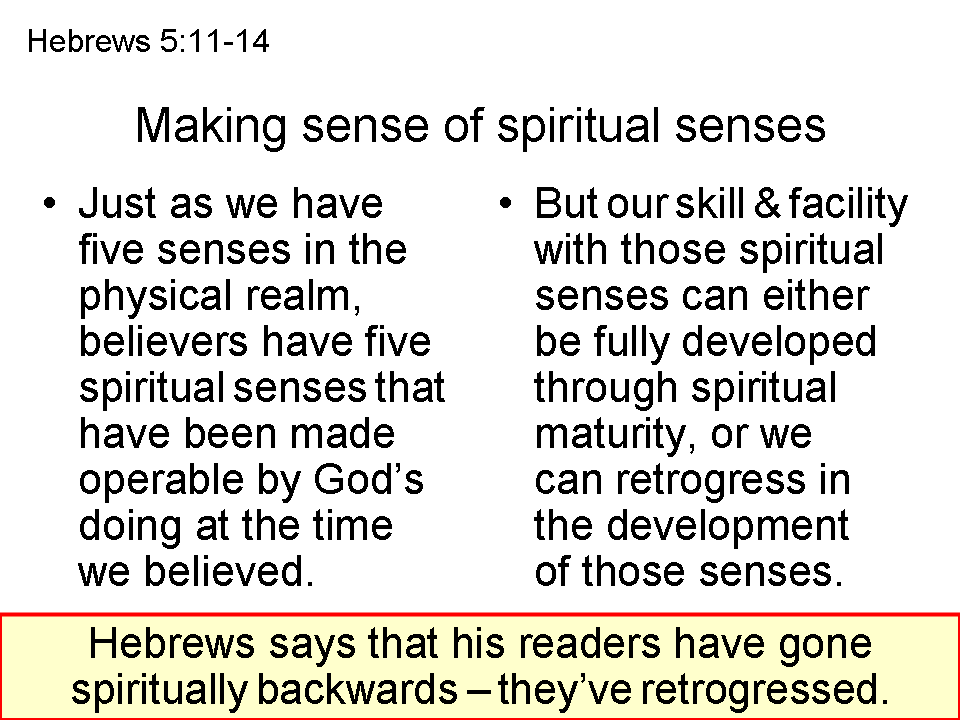 Hebrews 5:11-14
Making sense of spiritual senses
• Just as we have
five senses in the
physical realm,
believers have five
spiritual senses that
have been made
operable by God’s
doing at the time
we believed.
• But our skill & facility
with those spiritual
senses can either
be fully developed
through spiritual
maturity, or we
can retrogress in
the development
of those senses.
Hebrews says that his readers have gone
spiritually backwards – they’ve retrogressed.